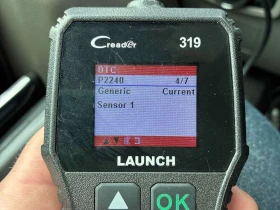 Creader 319
DTC
P2240 4/7
Generic Current
Sensor 1
LAUNCH
OK